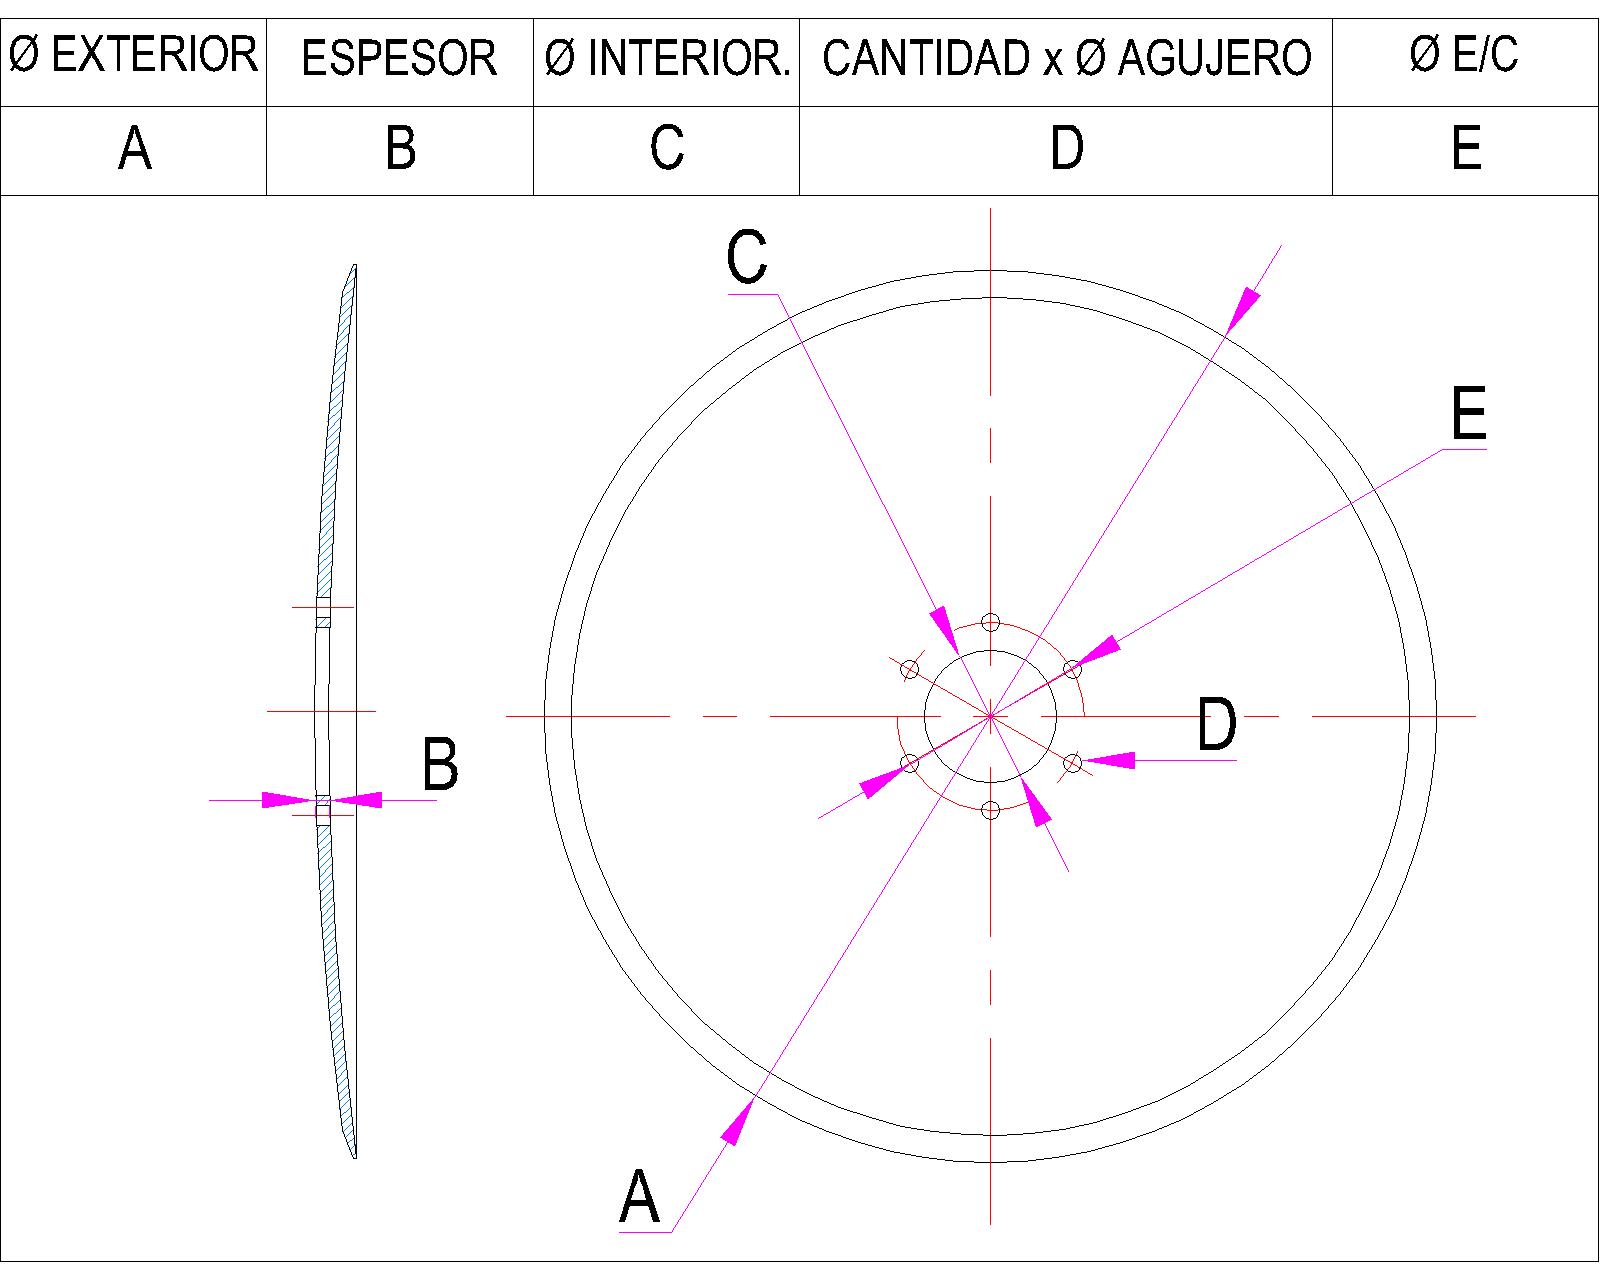 Ø EXTERIOR ESPESOR Ø INTERIOR. CANTIDAD x Ø AGUJERO Ø E/C
A B C D E
C
E
D
B
A